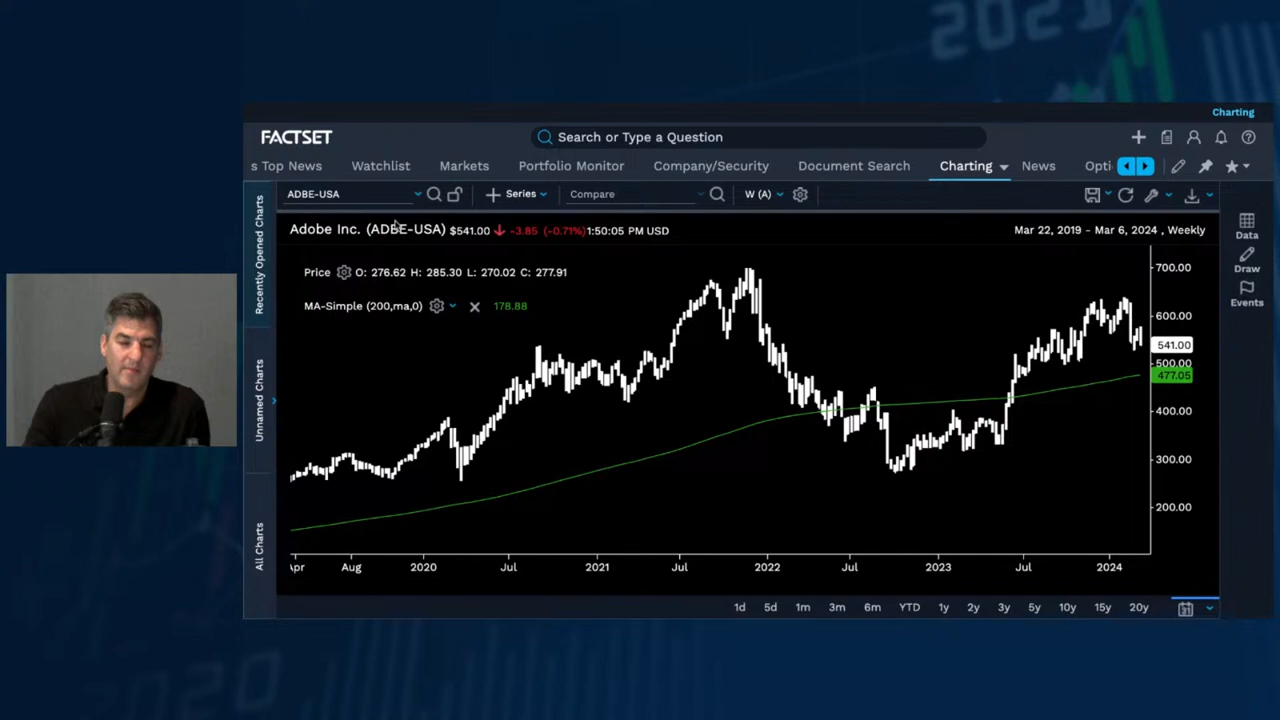 2021
Charting
FACTSET
Search or Type a Question
s Top News Watchlist Markets Portfolio Monitor Company/Security Document Search Charting News Opti
ADBE-USA Series Compare W (A)
Adobe Inc. (ADBE-USA) $541.00 -3.85 (-0.71%) 1:50:05 PM USD
Mar 22, 2019 - Mar 6, 2024 , Weekly
Price O: 276.62 H: 285.30 L: 270.02 C: 277.91
MA-Simple (200,ma,0) 178.88
Recently Opened Charts
Unnamed Charts
All Charts
Data
Draw
Events
700.00
600.00
541.00
500.00
477.05
400.00
300.00
200.00
Apr Aug 2020 Jul 2021 Jul 2022 Jul 2023 Jul 2024
1d 5d 1m 3m 6m YTD 1y 2y 3y 5y 10y 15y 20y
2020